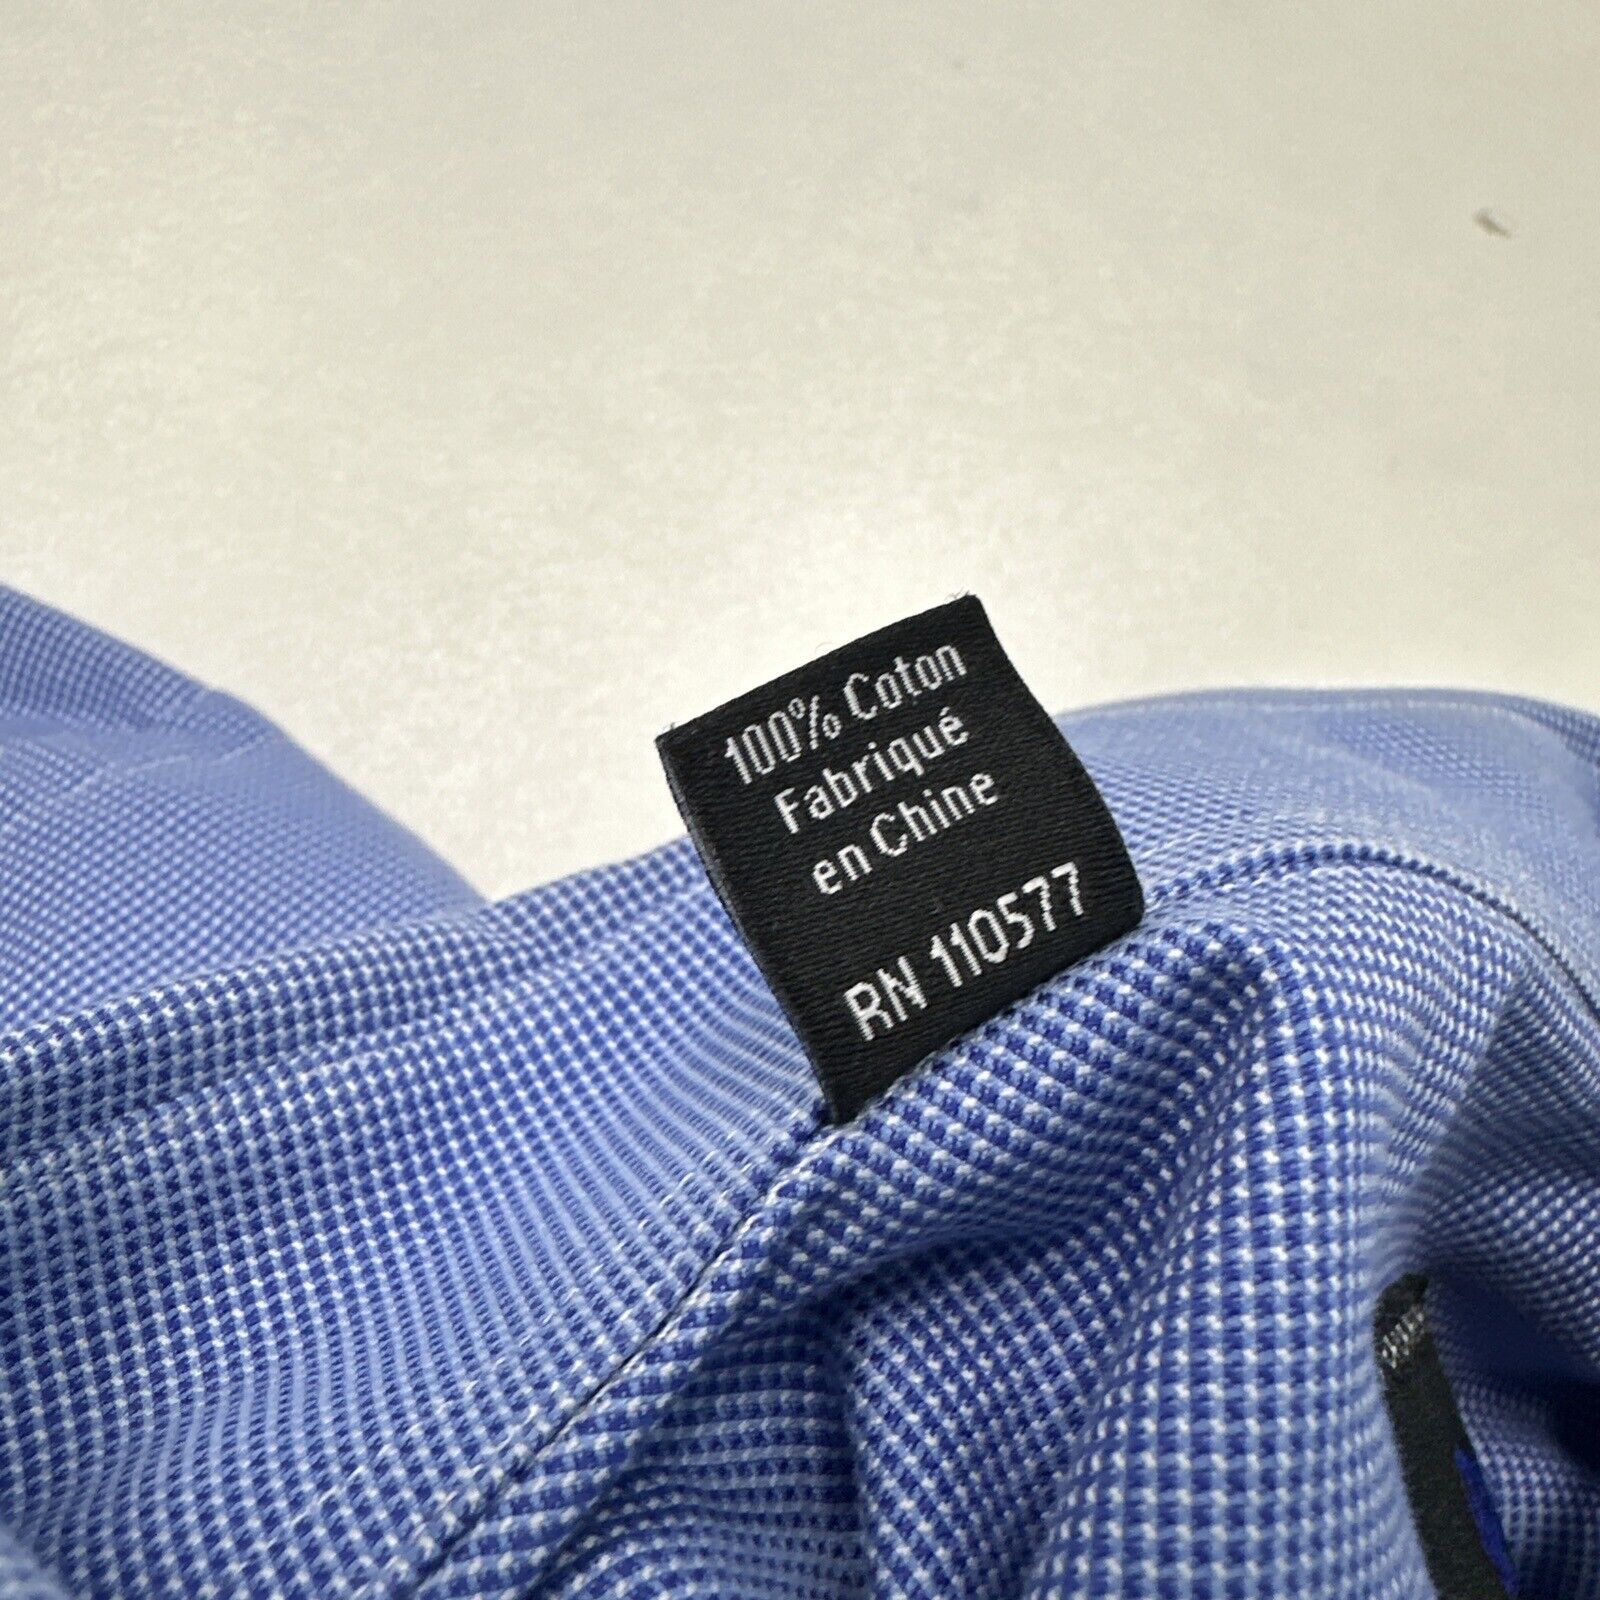 100% Coton
Fabriqué
en Chine
RN 110577